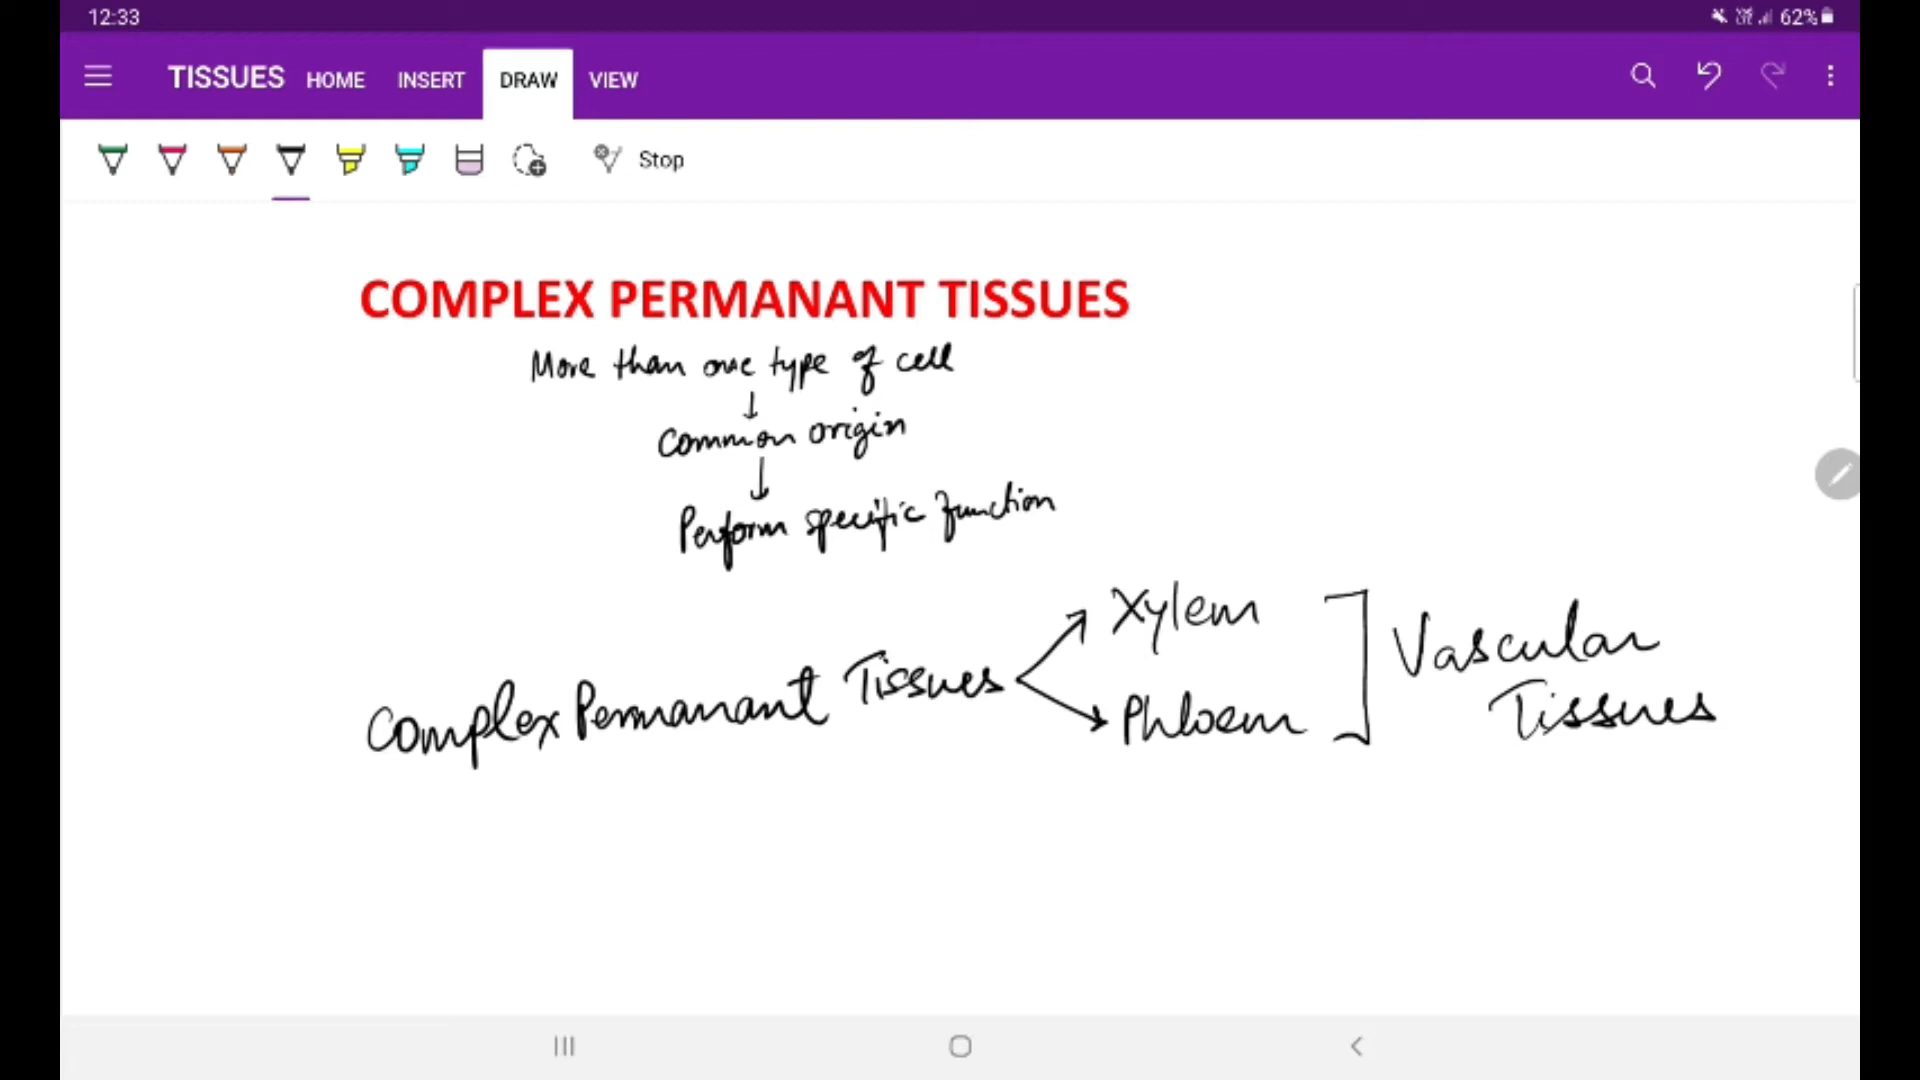 12:33
62%
TISSUES HOME INSERT DRAW VIEW
Stop
COMPLEX PERMANANT TISSUES
More than one type of cell
Common origin
Perform specific function
Complex Permanant Tissues
Xylem
Phloem
Vascular
Tissues